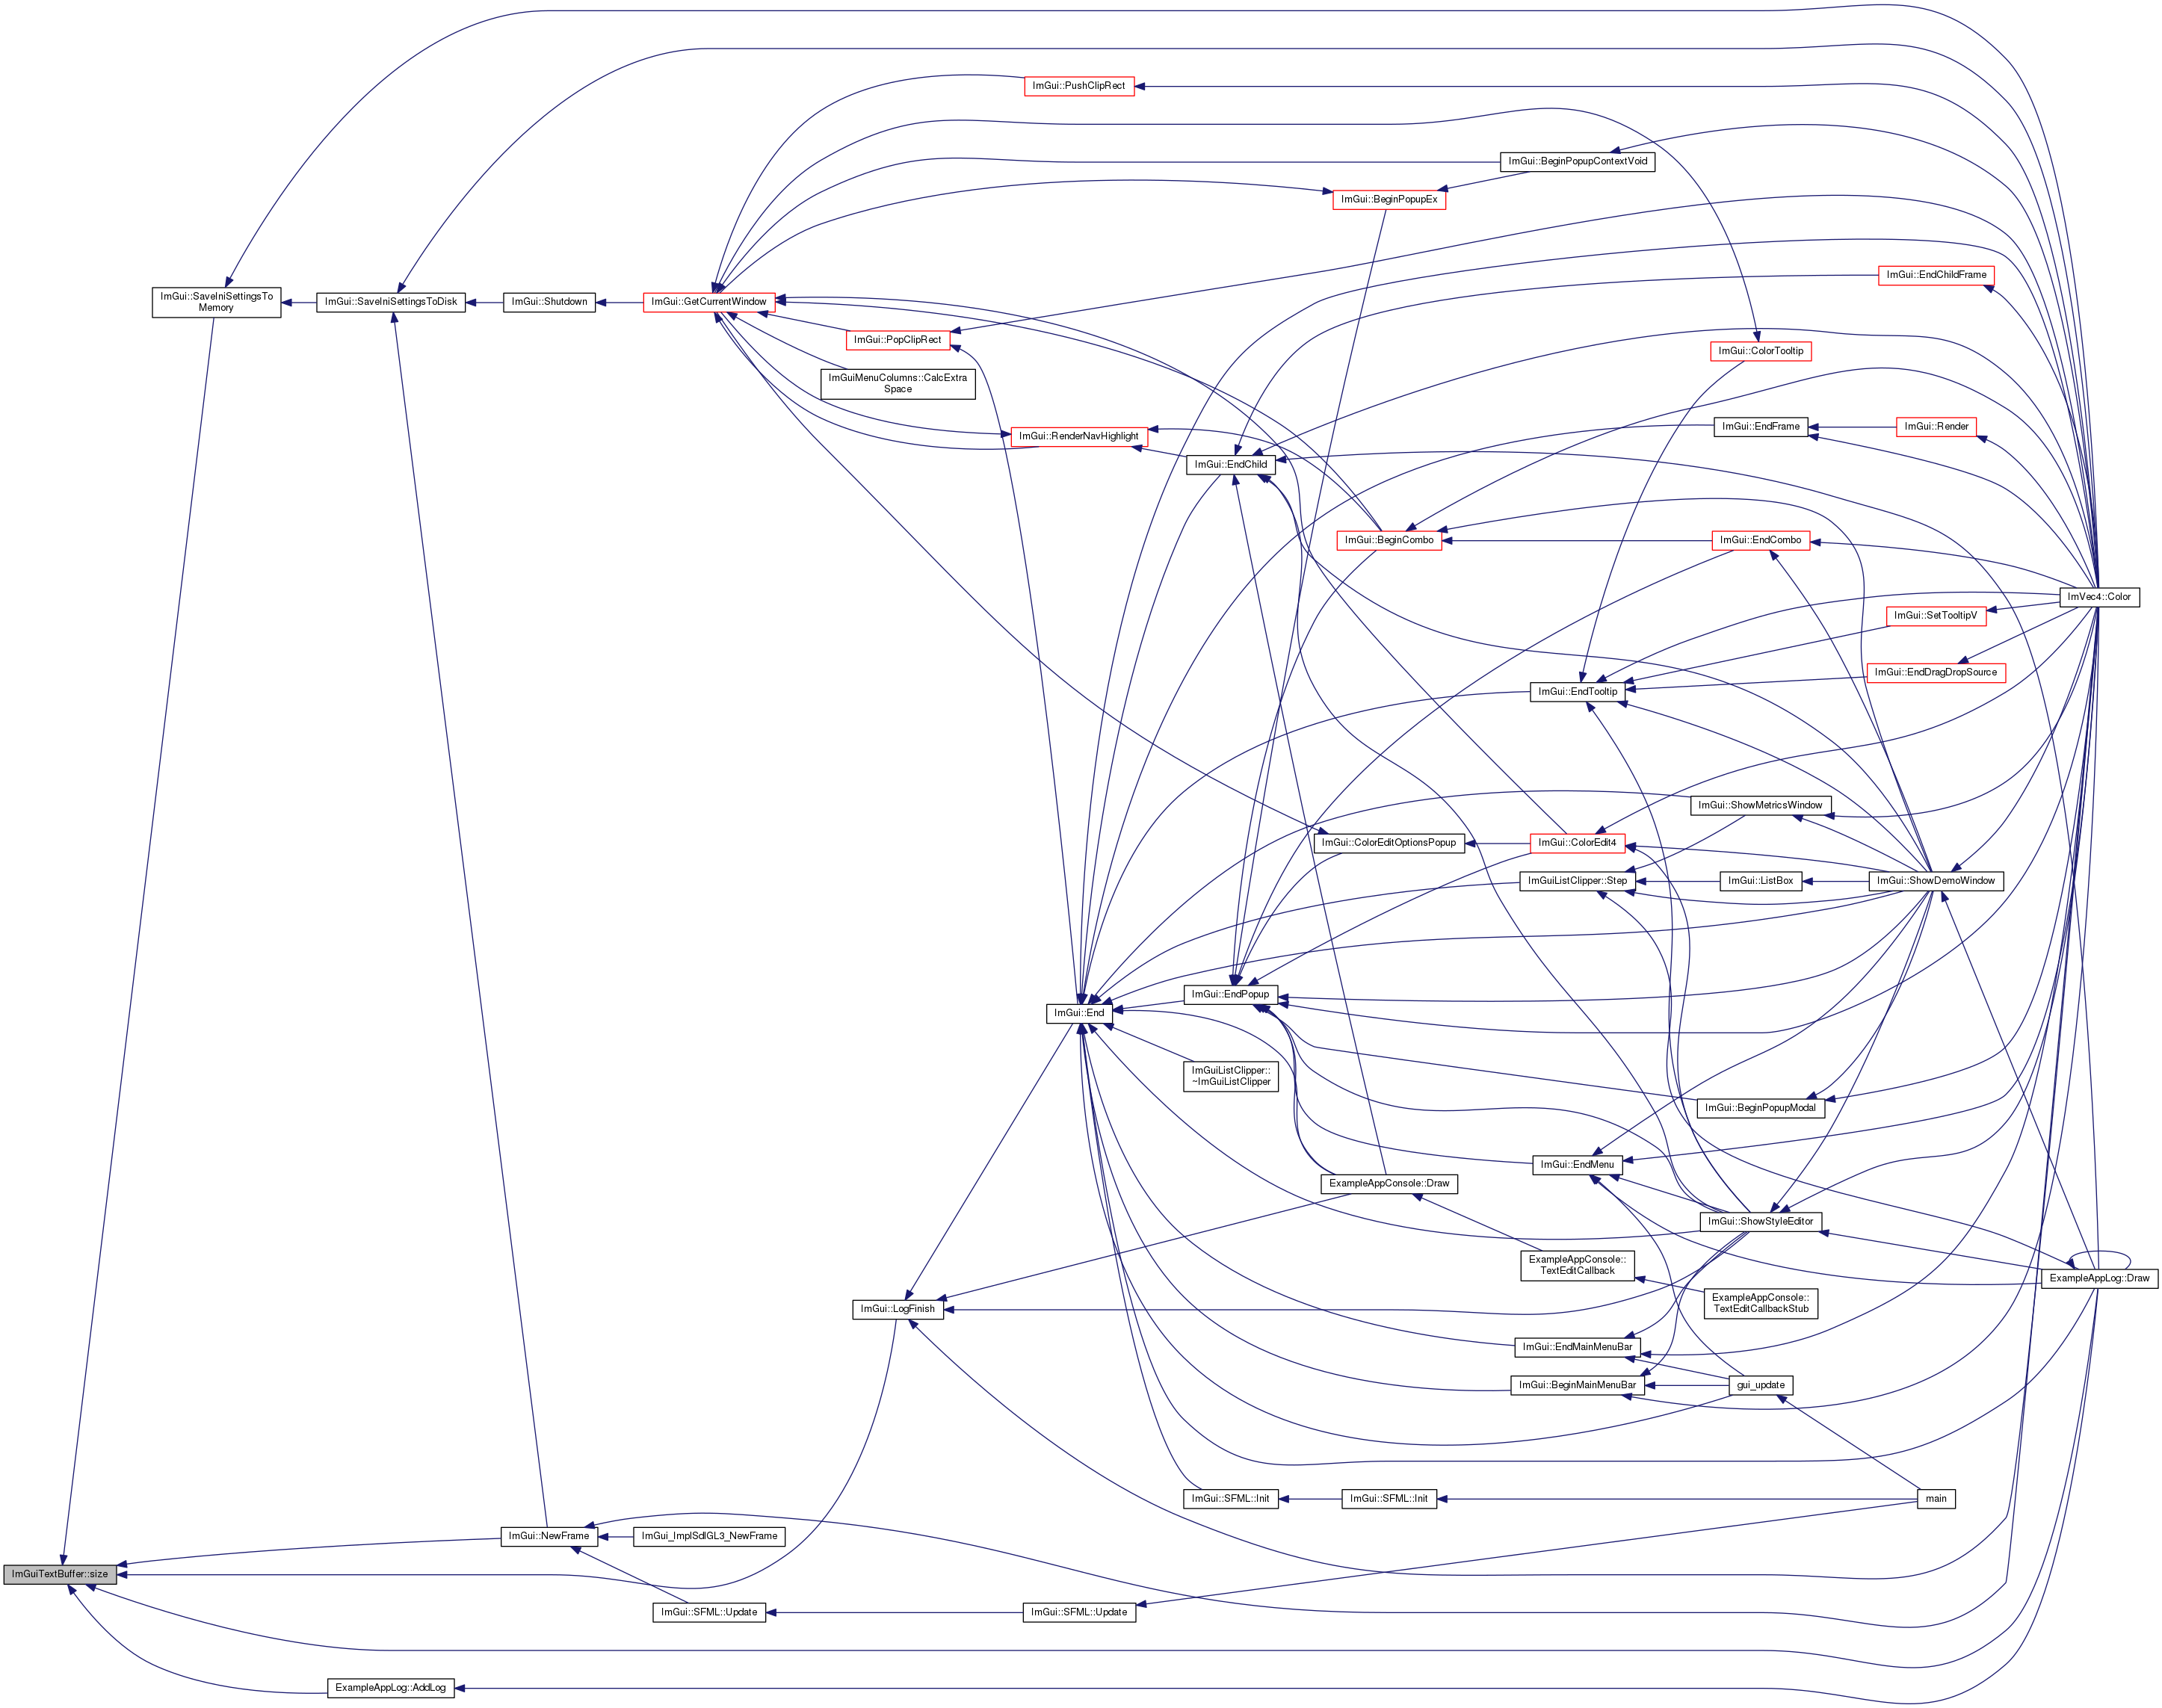 ImGui::PushClipRect
ImGui::BeginPopupContextVoid
ImGui::BeginPopupEx
ImGui::EndChildFrame
ImGui::SaveIniSettingsTo
Memory
ImGui::SaveIniSettingsToDisk
ImGui::Shutdown
ImGui::GetCurrentWindow
ImGui::PopClipRect
ImGui::ColorTooltip
ImGuiMenuColumns::CalcExtra
Space
ImGui::EndFrame
ImGui::Render
ImGui::RenderNavHighlight
ImGui::EndChild
ImGui::BeginCombo
ImGui::EndCombo
ImVec4::Color
ImGui::SetTooltipV
ImGui::EndDragDropSource
ImGui::EndTooltip
ImGui::ShowMetricsWindow
ImGui::ColorEditOptionsPopup
ImGui::ColorEdit4
ImGuiListClipper::Step
ImGui::ListBox
ImGui::ShowDemoWindow
ImGui::EndPopup
ImGui::End
ImGuiListClipper::
~ImGuiListClipper
ImGui::BeginPopupModal
ImGui::EndMenu
ExampleAppConsole::Draw
ImGui::ShowStyleEditor
ExampleAppConsole::
TextEditCallback
ExampleAppLog::Draw
ExampleAppConsole::
TextEditCallbackStub
ImGui::LogFinish
ImGui::EndMainMenuBar
ImGui::BeginMainMenuBar
gui_update
ImGui::SFML::Init
ImGui::SFML::Init
main
ImGui::NewFrame
ImGui_ImplSdlGL3_NewFrame
ImGuiTextBuffer::size
ImGui::SFML::Update
ImGui::SFML::Update
ExampleAppLog::AddLog